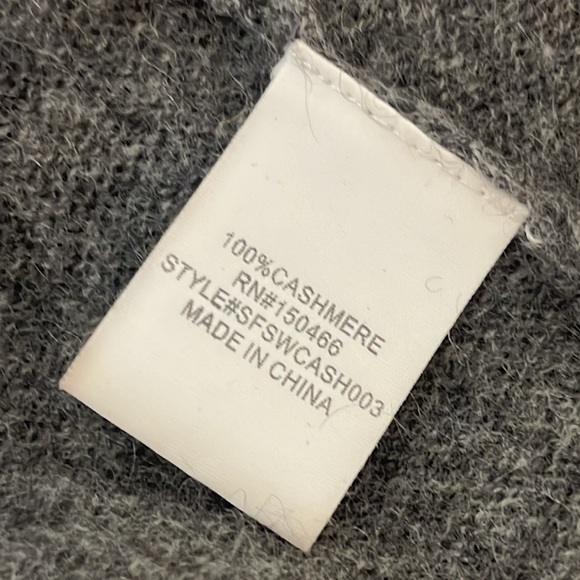 100%CASHMERE
RN#150466
STYLE#SFSWCASH003
MADE IN CHINA